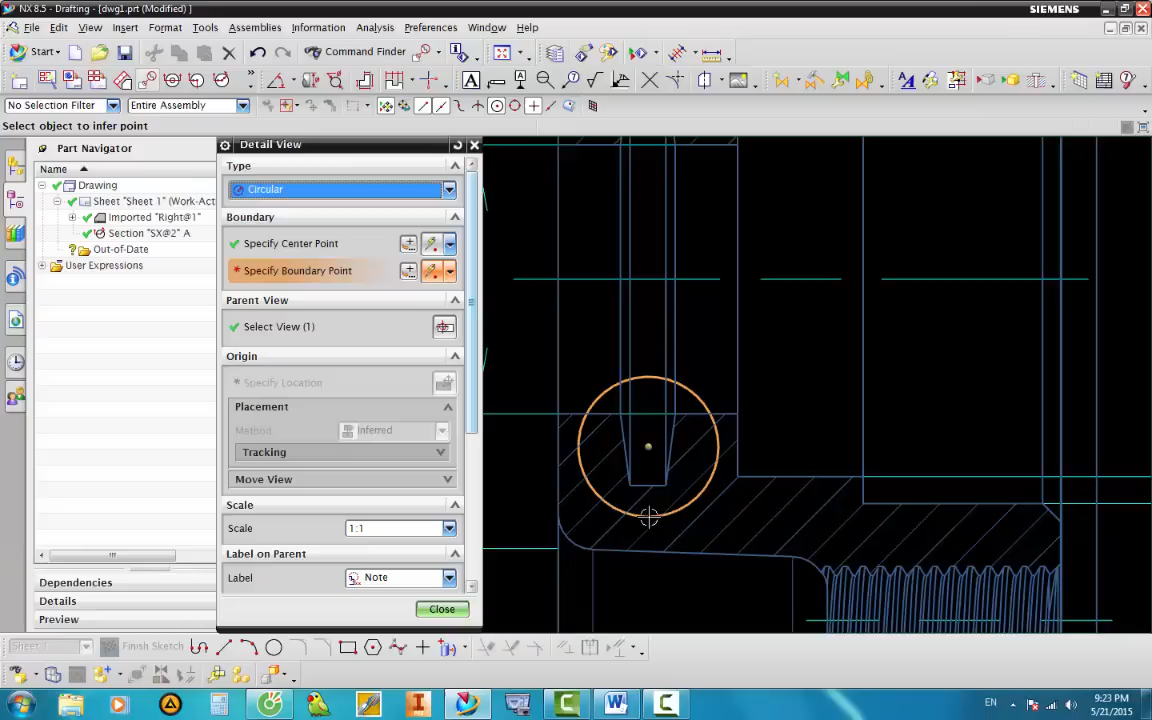 NX 8.5 - Drafting - [dwg1.prt (Modified) ]
SIEMENS
File Edit View Insert Format Tools Assemblies Information Analysis Preferences Window Help
Start
Command Finder
No Selection Filter
Entire Assembly
Select object to infer point
Part Navigator
Name
Drawing
Sheet "Sheet 1" (Work-Act
Imported "Right@1"
Section "SX@2" A
Out-of-Date
User Expressions
Dependencies
Details
Preview
Detail View
Type
Circular
Boundary
Specify Center Point
* Specify Boundary Point
Parent View
Select View (1)
Origin
* Specify Location
Placement
Method
Inferred
Tracking
Move View
Scale
Scale
1:1
Label on Parent
Label
Note
Close
Sheet 1
Finish Sketch
EN
9:23 PM
5/21/2015